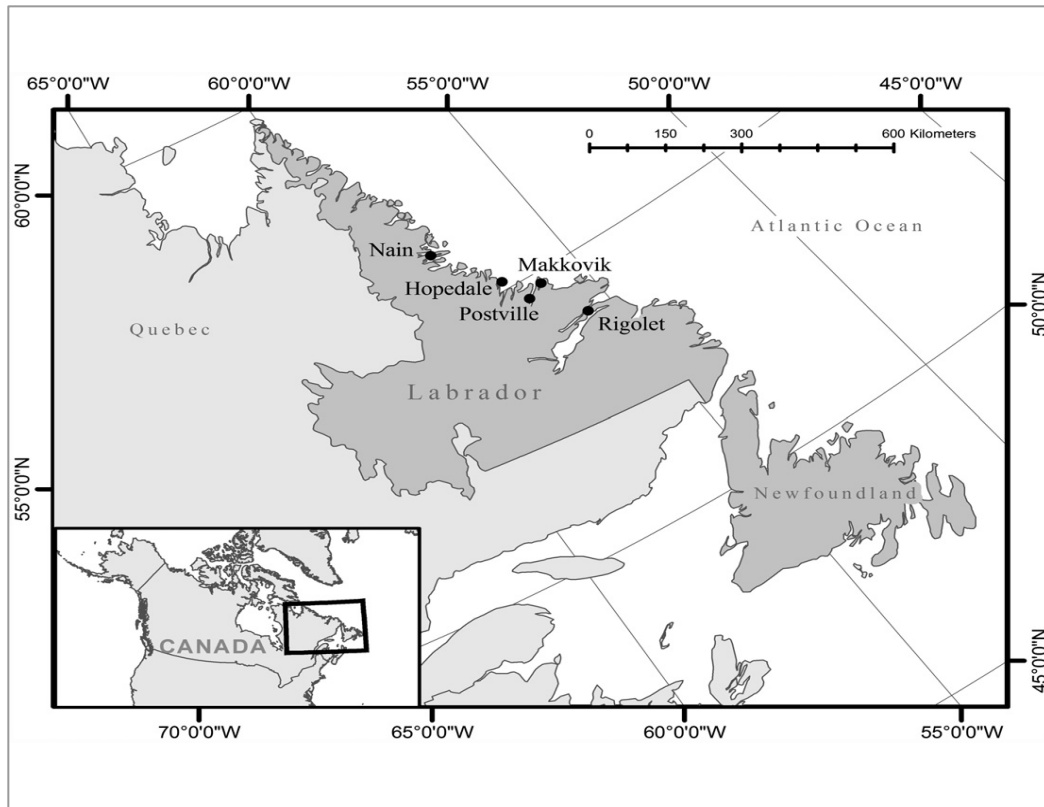 65°0'0"W 60°0'0"W 55°0'0"W 50°0'0"W 45°0'0"W
0 150 300 600 Kilometers
60°0'0"N
Atlantic Ocean
Nain
Makkovik
Hopedale
Postville
Rigolet
Quebec
50°0'0"N
Labrador
55°0'0"N
Newfoundland
CANADA
45°0'0"N
70°0'0"W 65°0'0"W 60°0'0"W 55°0'0"W